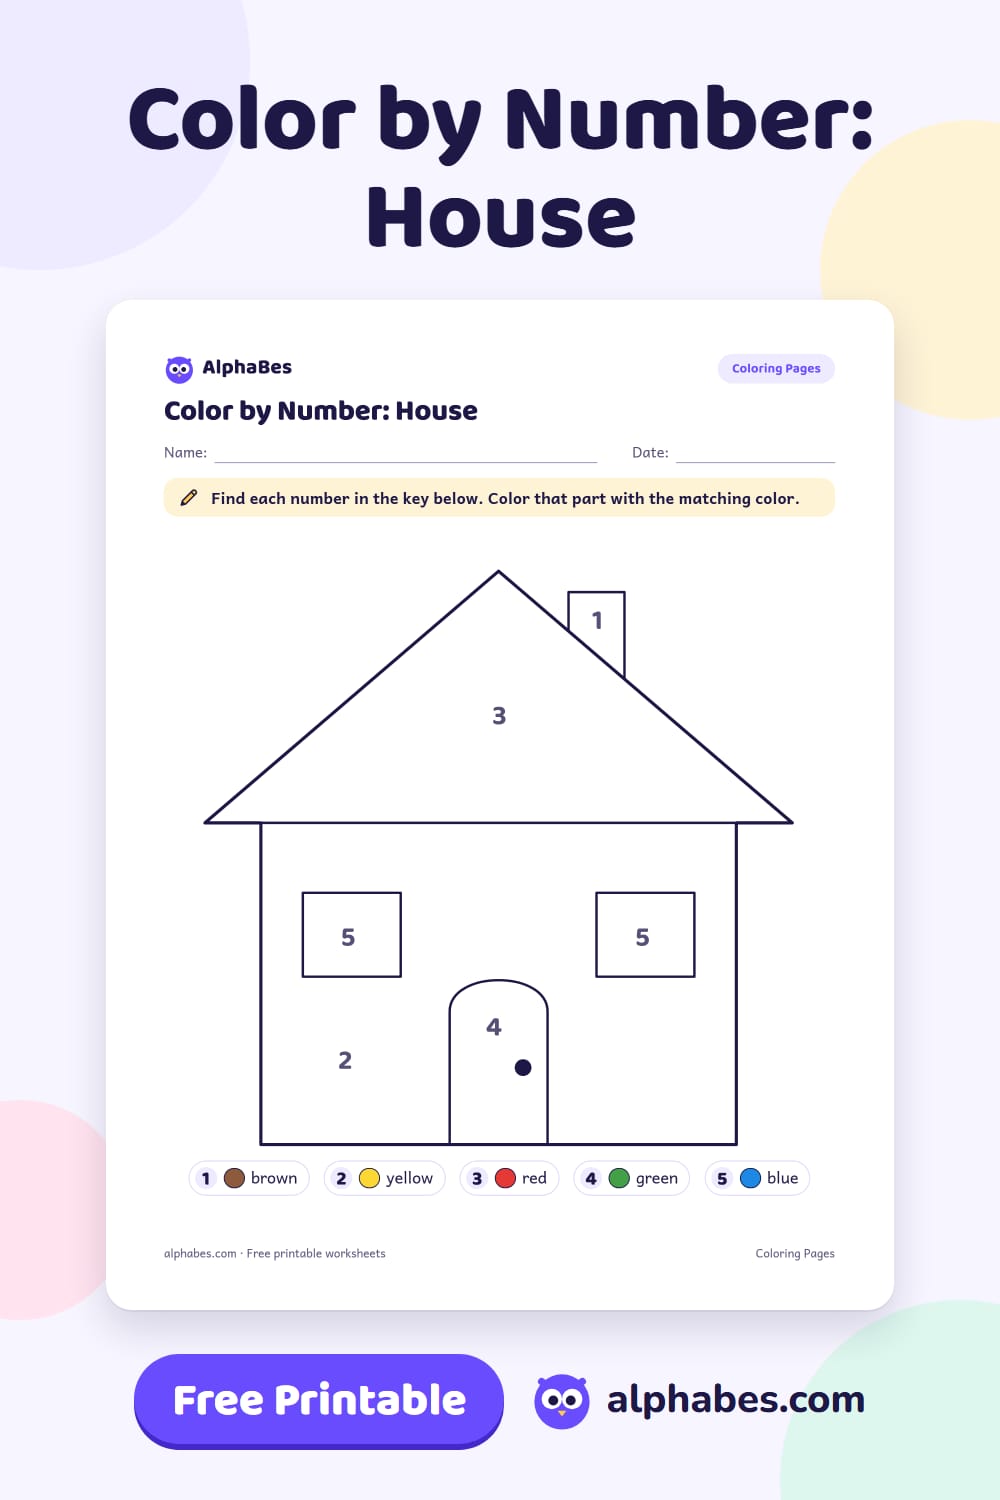 Color by Number:
House
AlphaBes
Coloring Pages
Color by Number: House
Name:
Date:
Find each number in the key below. Color that part with the matching color.
1
3
5
5
4
2
1 brown
2 yellow
3 red
4 green
5 blue
alphabes.com · Free printable worksheets
Coloring Pages
Free Printable
alphabes.com